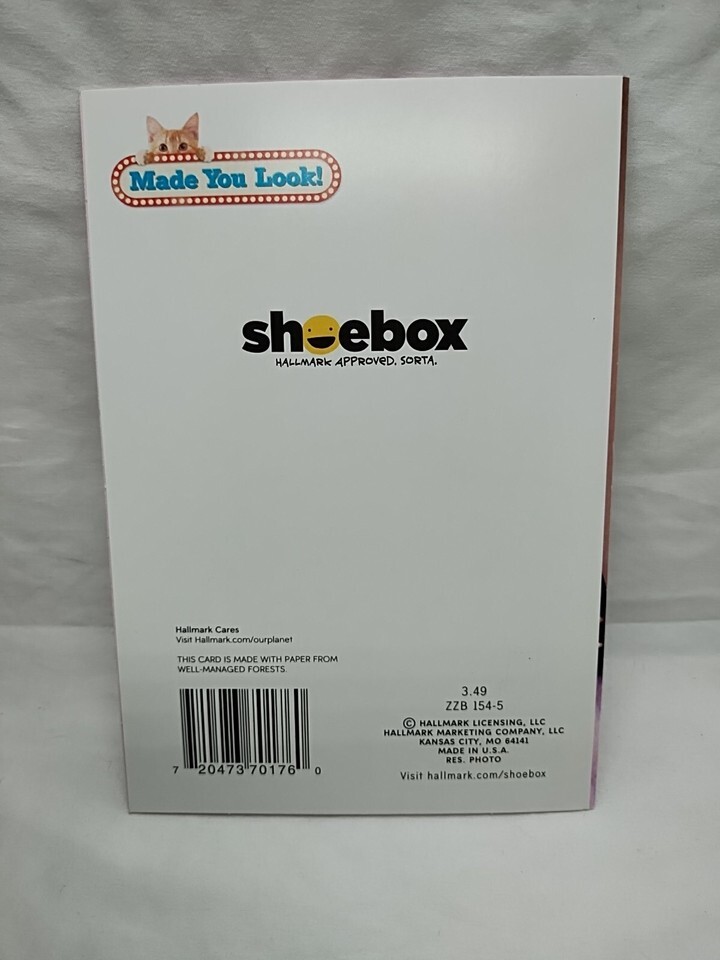 Made You Look!
shoebox
HALLMARK APPROVED. SORTA.
Hallmark Cares
Visit Hallmark.com/ourplanet
THIS CARD IS MADE WITH PAPER FROM
WELL-MANAGED FORESTS.
7 20473 70176 0
3.49
ZZB 154-5
© HALLMARK LICENSING, LLC
HALLMARK MARKETING COMPANY, LLC
KANSAS CITY, MO 64141
MADE IN U.S.A.
RES. PHOTO
Visit hallmark.com/shoebox